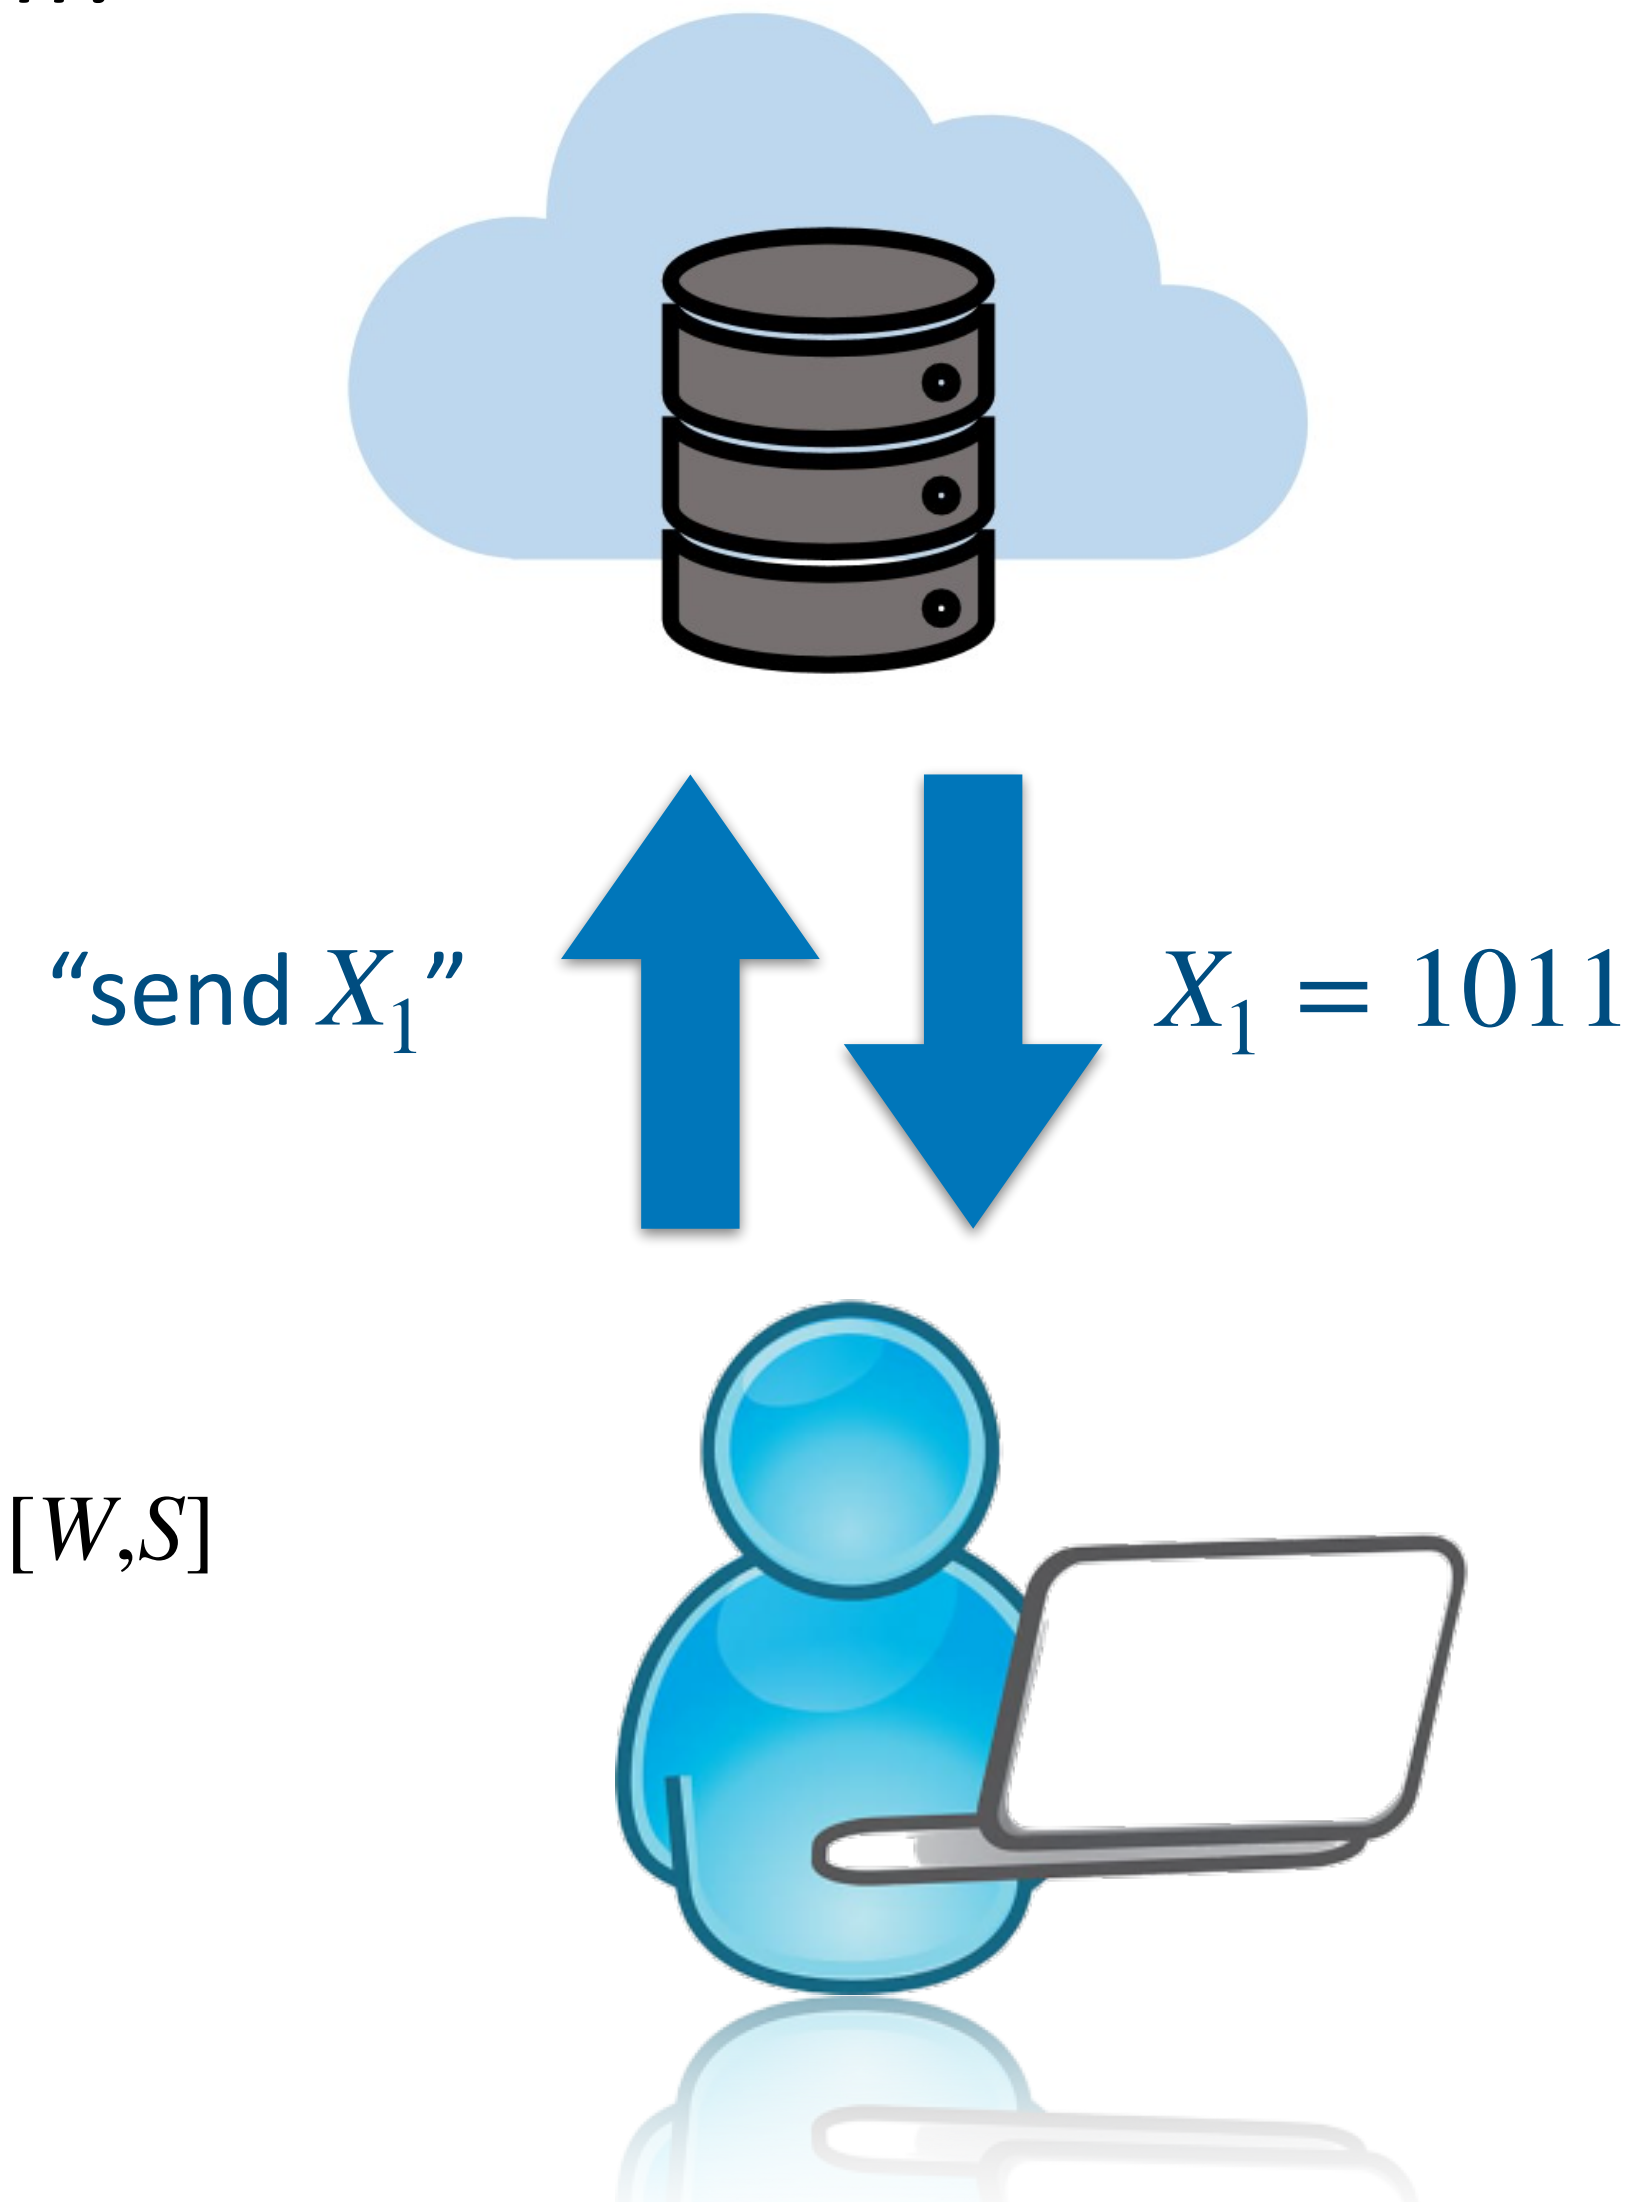 “send X₁”
X₁ = 1011
[W,S]